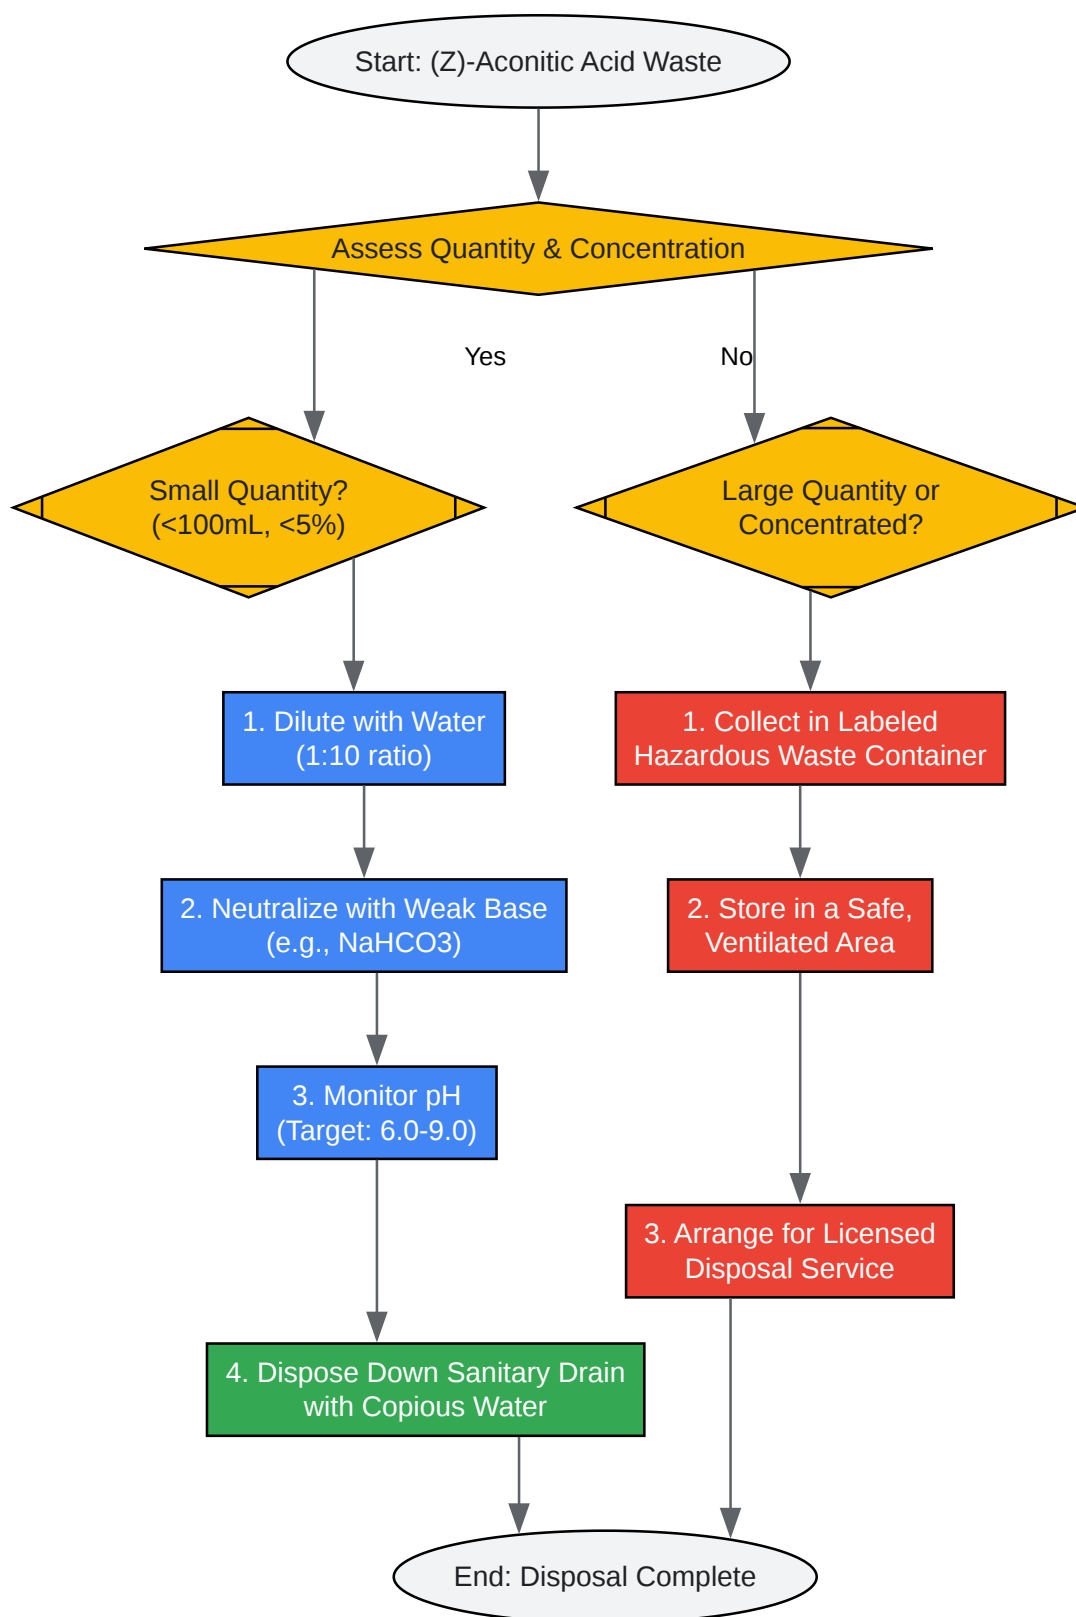 Start: (Z)-Aconitic Acid Waste
Assess Quantity & Concentration
Yes
No
Small Quantity?
(<100mL, <5%)
Large Quantity or
Concentrated?
1. Dilute with Water
(1:10 ratio)
1. Collect in Labeled
Hazardous Waste Container
2. Neutralize with Weak Base
(e.g., NaHCO3)
2. Store in a Safe,
Ventilated Area
3. Monitor pH
(Target: 6.0-9.0)
3. Arrange for Licensed
Disposal Service
4. Dispose Down Sanitary Drain
with Copious Water
End: Disposal Complete